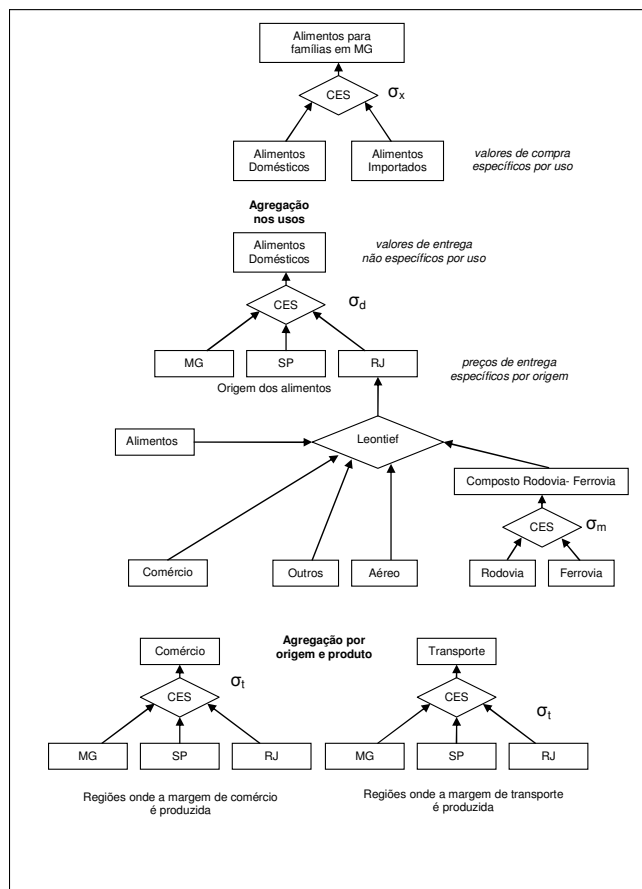 Alimentos para
famílias em MG
CES
σx
Alimentos
Domésticos
Alimentos
Importados
valores de compra
específicos por uso
Agregação
nos usos
Alimentos
Domésticos
valores de entrega
não específicos por uso
CES
σd
MG
SP
RJ
Origem dos alimentos
preços de entrega
específicos por origem
Alimentos
Leontief
Composto Rodovia- Ferrovia
CES
σm
Comércio
Outros
Aéreo
Rodovia
Ferrovia
Agregação por
origem e produto
Comércio
Transporte
CES
σt
CES
σt
MG
SP
RJ
MG
SP
RJ
Regiões onde a margem de comércio
é produzida
Regiões onde a margem de transporte
é produzida